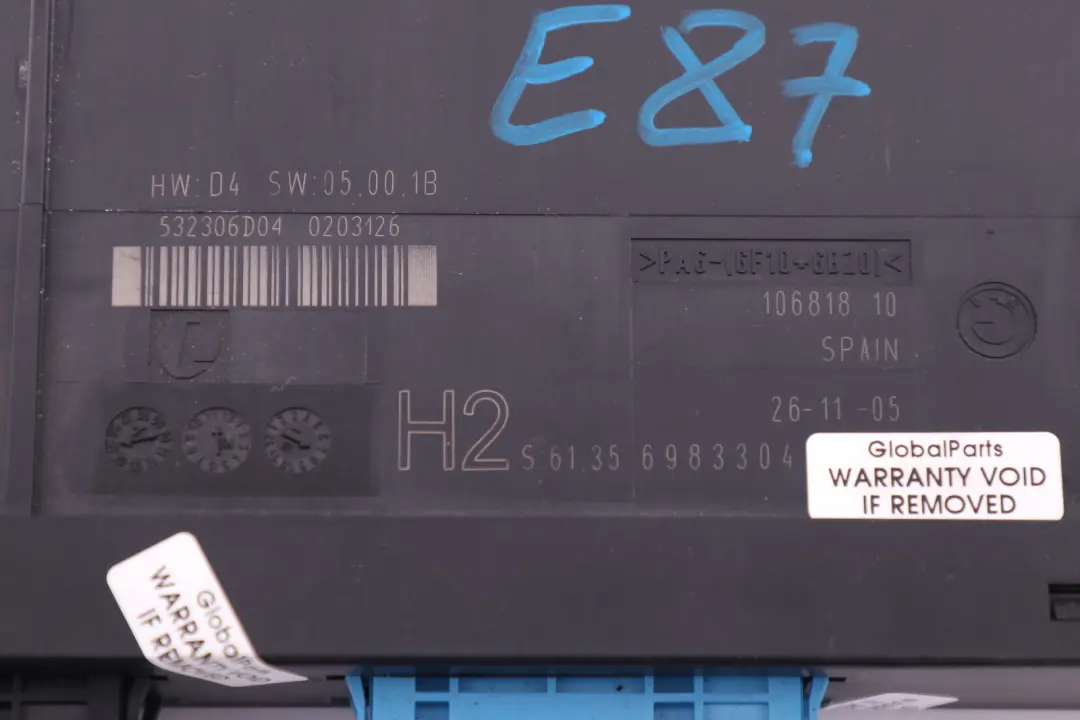 E87
HW:D4 SW:05.00.1B
532306D04 0203126
>PA6-(GF10+GB20)<
106818 10
SPAIN
26-11-05
H2 S:61.35 6983304
GlobalParts
WARRANTY VOID
IF REMOVED